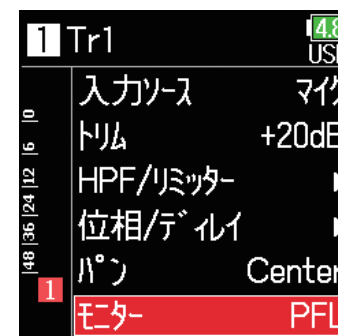 1 Tr1 4.8
USB
入力ソース マイク
トリム +20dB
HPF/リミッター
位相/ディレイ
パン Center
モニター PFL
|48 |36 |24 |12 |6 |0
1